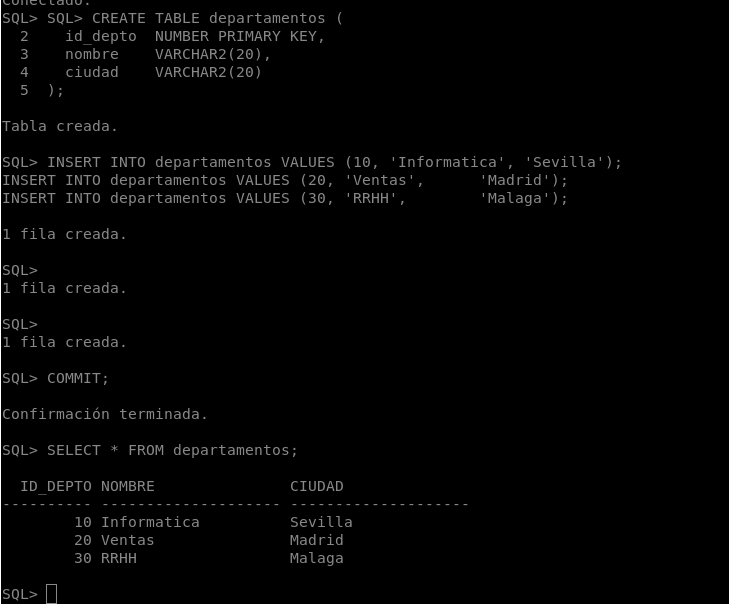 Conectado.
SQL> SQL> CREATE TABLE departamentos (
  2    id_depto  NUMBER PRIMARY KEY,
  3    nombre    VARCHAR2(20),
  4    ciudad    VARCHAR2(20)
  5  );

Tabla creada.

SQL> INSERT INTO departamentos VALUES (10, 'Informatica', 'Sevilla');
INSERT INTO departamentos VALUES (20, 'Ventas',      'Madrid');
INSERT INTO departamentos VALUES (30, 'RRHH',        'Malaga');

1 fila creada.

SQL>
1 fila creada.

SQL>
1 fila creada.

SQL> COMMIT;

Confirmación terminada.

SQL> SELECT * FROM departamentos;

  ID_DEPTO NOMBRE               CIUDAD
---------- -------------------- --------------------
        10 Informatica          Sevilla
        20 Ventas               Madrid
        30 RRHH                 Malaga

SQL>